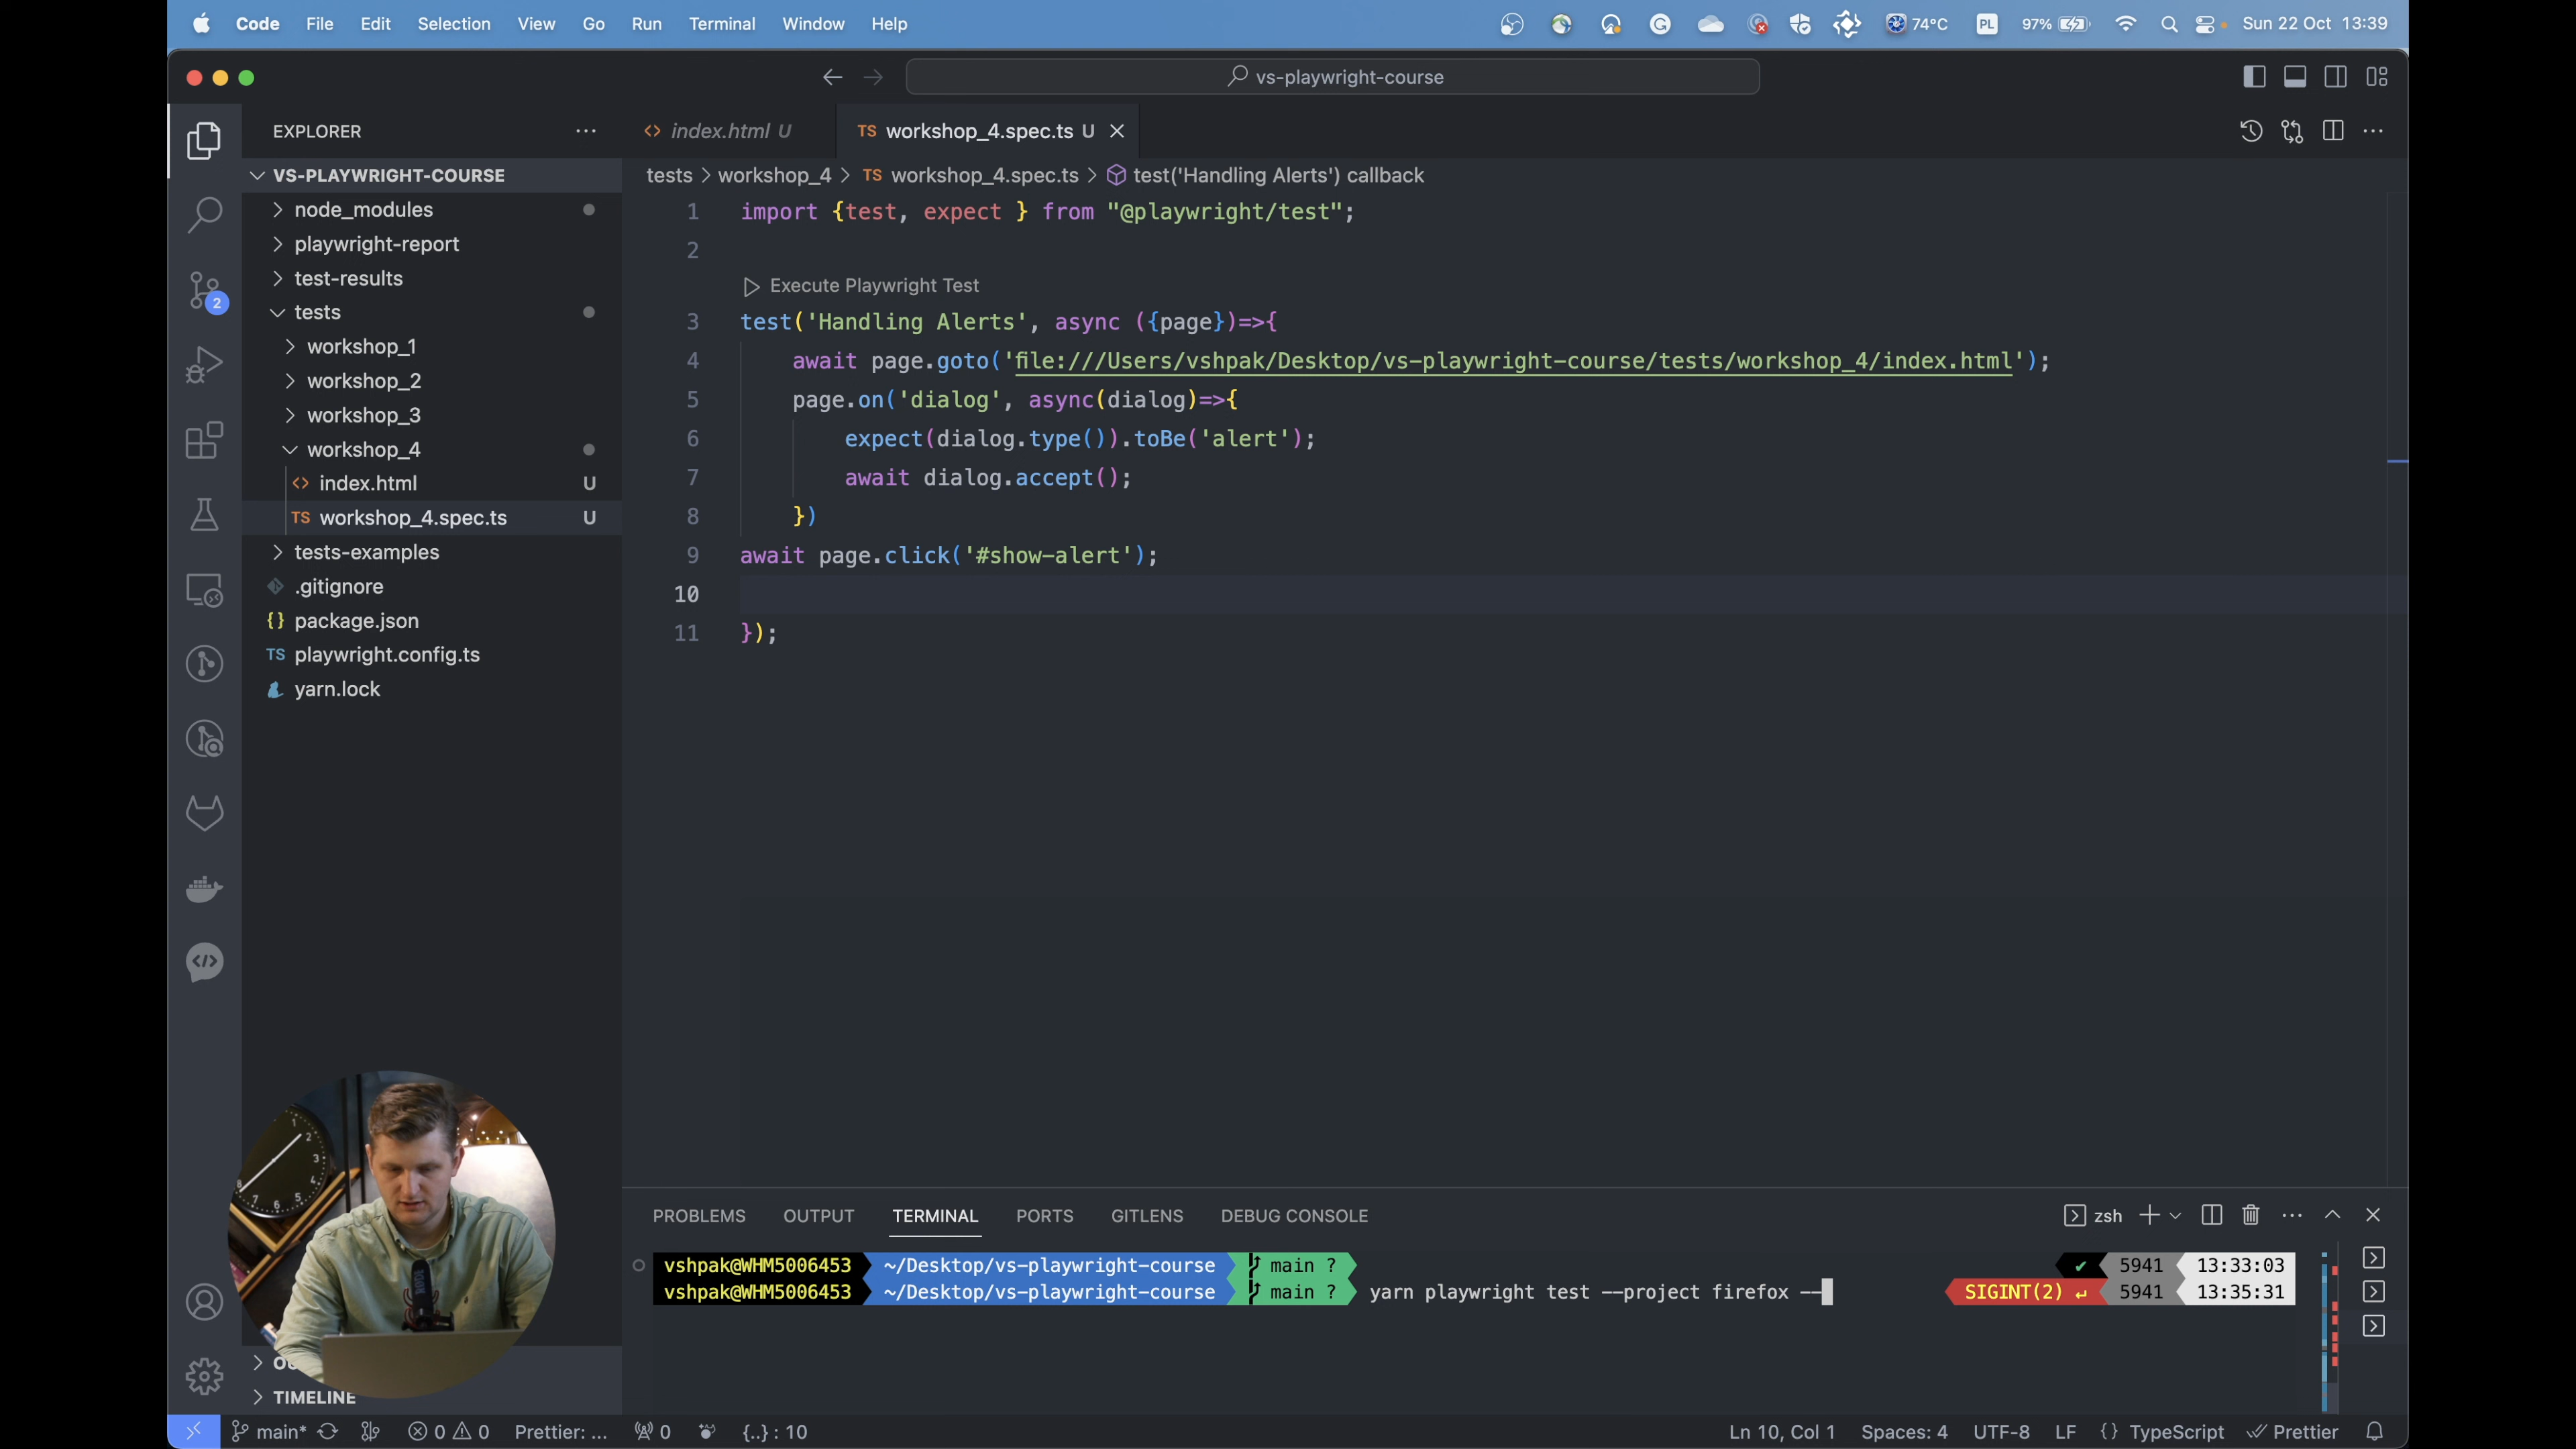 Code File Edit Selection View Go Run Terminal Window Help 74°C PL 97% Sun 22 Oct 13:39
vs-playwright-course
EXPLORER
index.html U
TS workshop_4.spec.ts U
VS-PLAYWRIGHT-COURSE
node_modules
playwright-report
test-results
tests
workshop_1
workshop_2
workshop_3
workshop_4
index.html U
TS workshop_4.spec.ts U
tests-examples
.gitignore
{} package.json
TS playwright.config.ts
yarn.lock
TIMELINE
tests > workshop_4 > TS workshop_4.spec.ts > test('Handling Alerts') callback
1 import {test, expect } from "@playwright/test";
2
Execute Playwright Test
3 test('Handling Alerts', async ({page})=>{
4 await page.goto('file:///Users/vshpak/Desktop/vs-playwright-course/tests/workshop_4/index.html');
5 page.on('dialog', async(dialog)=>{
6 expect(dialog.type()).toBe('alert');
7 await dialog.accept();
8 })
9 await page.click('#show-alert');
10
11 });
PROBLEMS OUTPUT TERMINAL PORTS GITLENS DEBUG CONSOLE zsh
vshpak@WHM5006453 ~/Desktop/vs-playwright-course main ? ✔ 5941 13:33:03
vshpak@WHM5006453 ~/Desktop/vs-playwright-course main ? yarn playwright test --project firefox -- SIGINT(2) ↵ 5941 13:35:31
2
main* 0 0 Prettier: ... 0 {..} : 10 Ln 10, Col 1 Spaces: 4 UTF-8 LF {} TypeScript Prettier